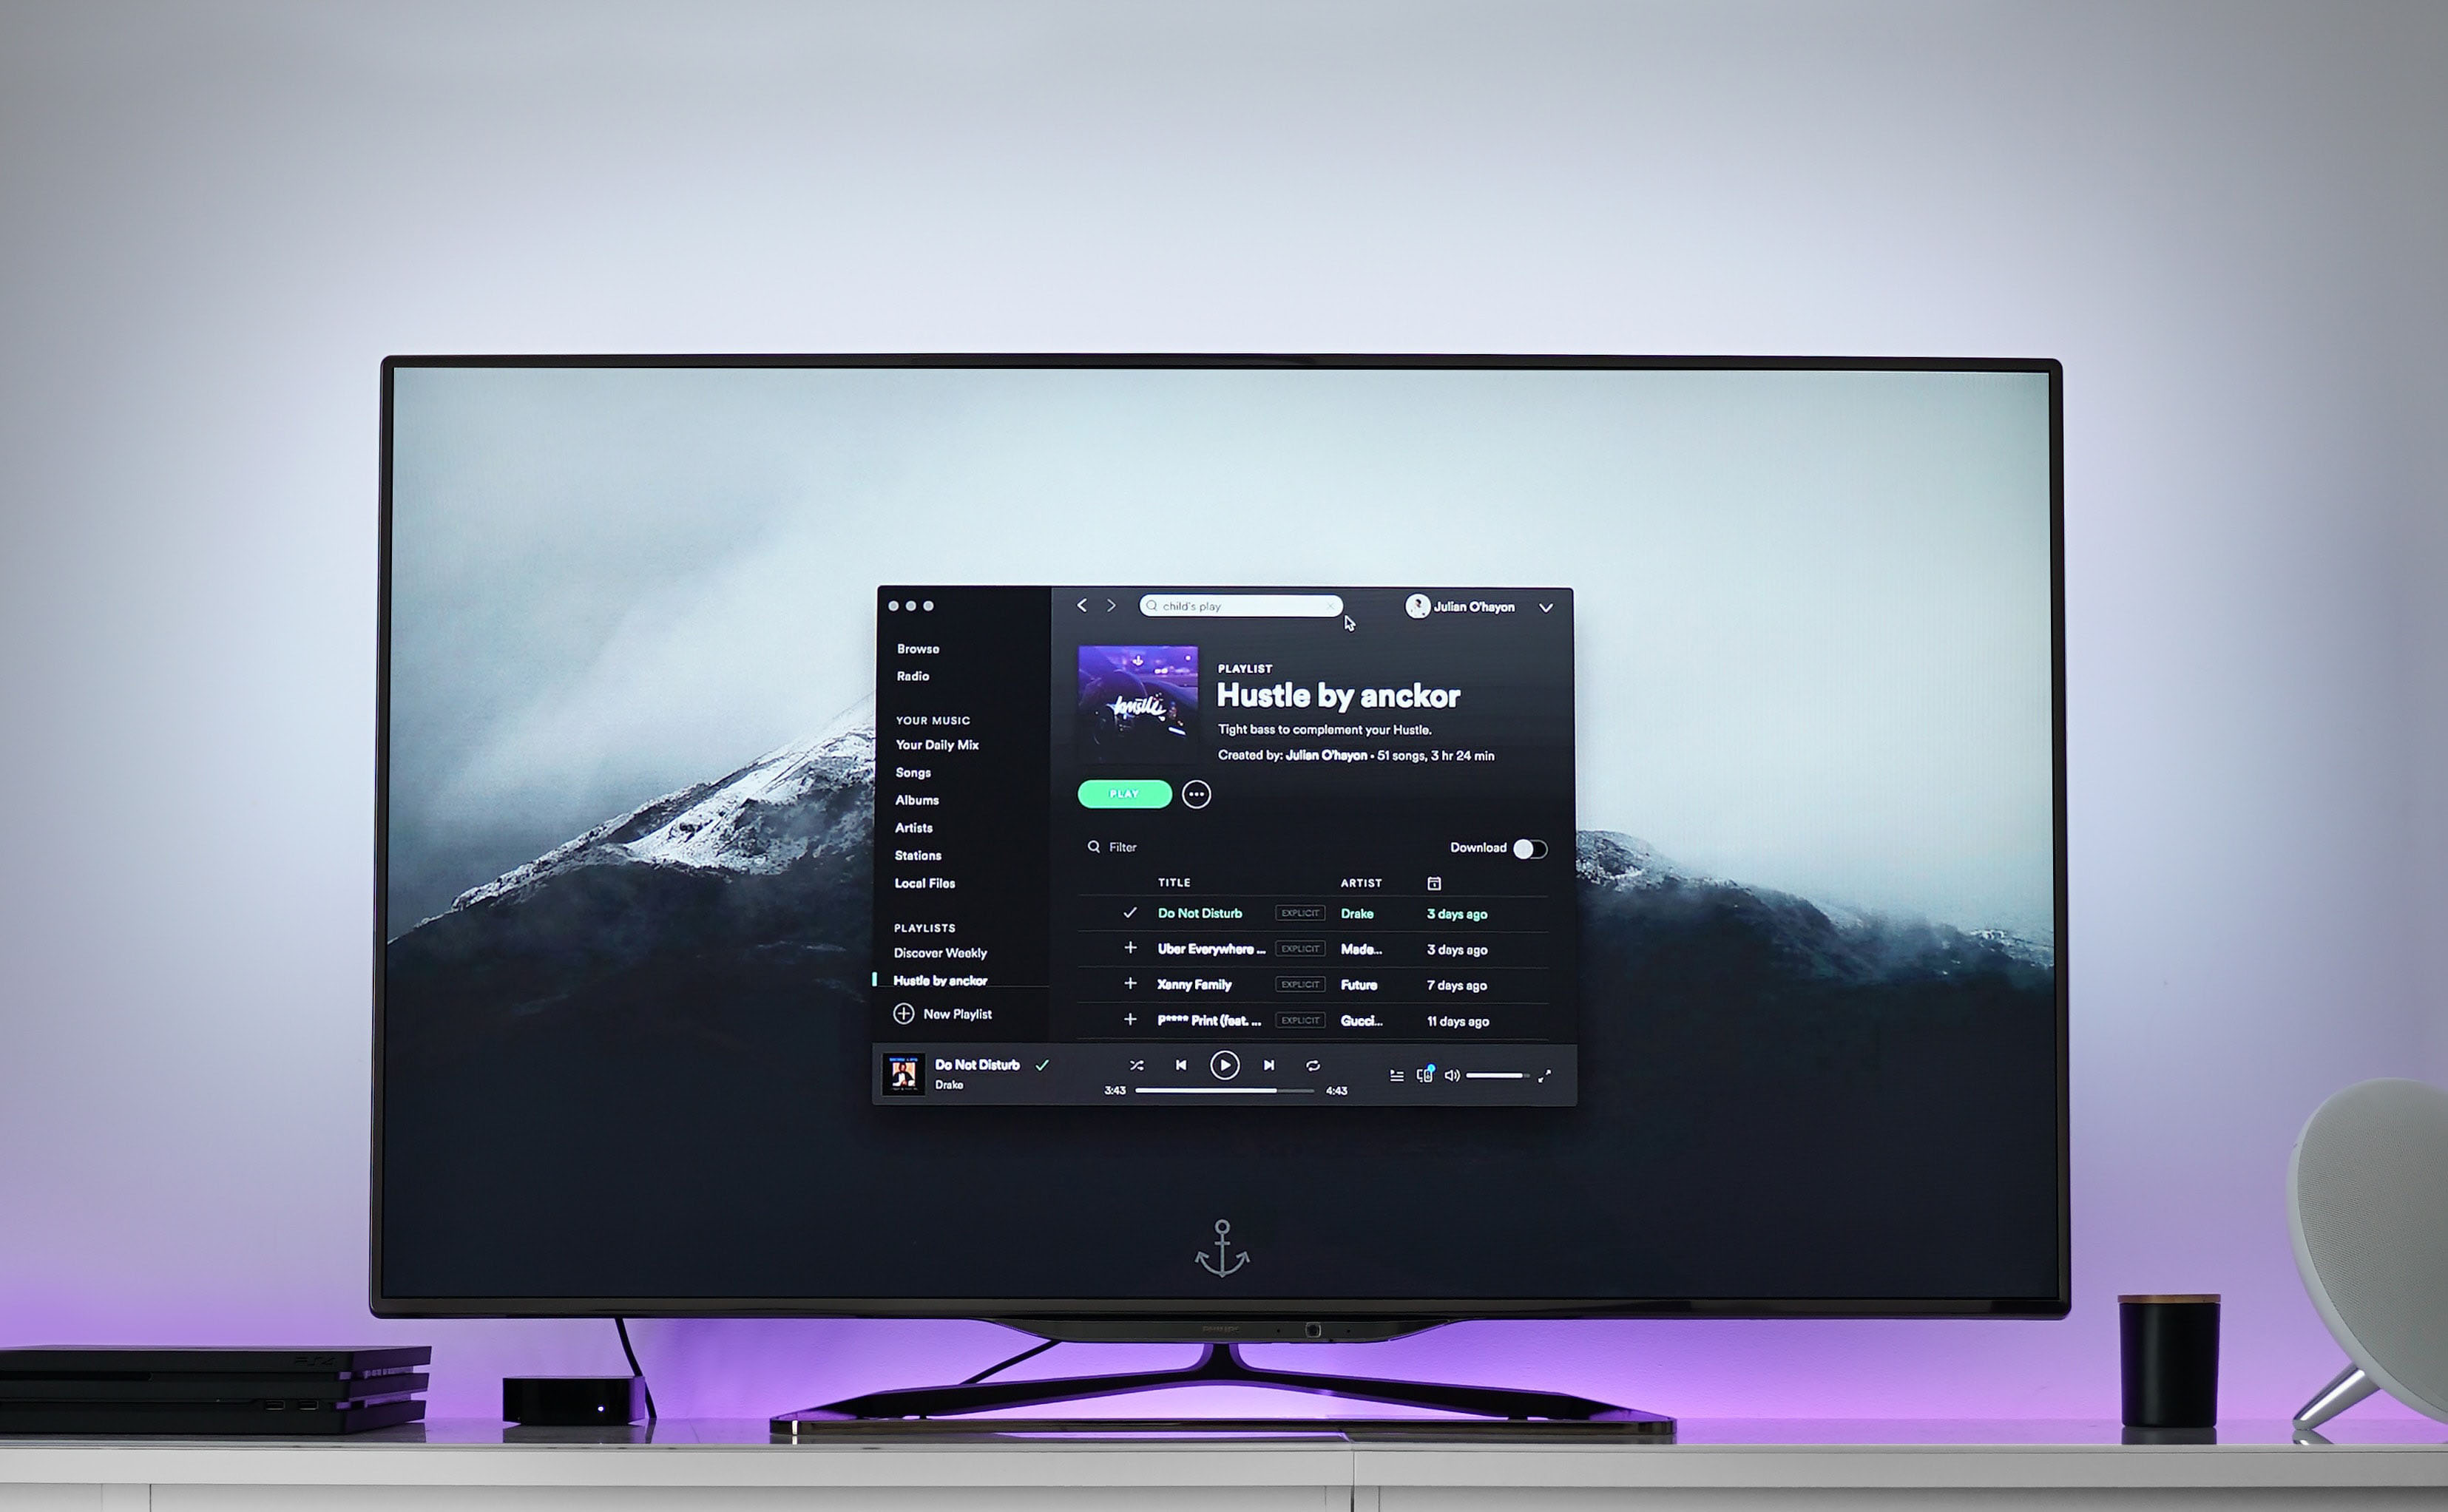 child's play
Julian O'hayon
Browse
Radio
YOUR MUSIC
Your Daily Mix
Songs
Albums
Artists
Stations
Local Files
PLAYLISTS
Discover Weekly
Hustle by anckor
New Playlist
hustle
PLAYLIST
Hustle by anckor
Tight bass to complement your Hustle.
Created by: Julian O'hayon • 51 songs, 3 hr 24 min
PLAY
Filter
Download
TITLE ARTIST
Do Not Disturb EXPLICIT Drake 3 days ago
Uber Everywhere ... EXPLICIT Made... 3 days ago
Xanny Family EXPLICIT Future 7 days ago
P**** Print (feat. ... EXPLICIT Gucci... 11 days ago
Do Not Disturb
Drake
3:43 4:43
PS4